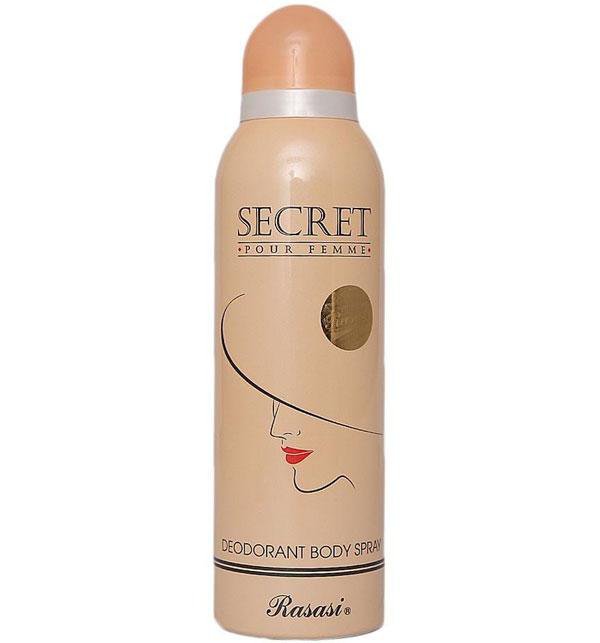 SECRET
• POUR FEMME •
DEODORANT BODY SPRAY
Rasasi ®